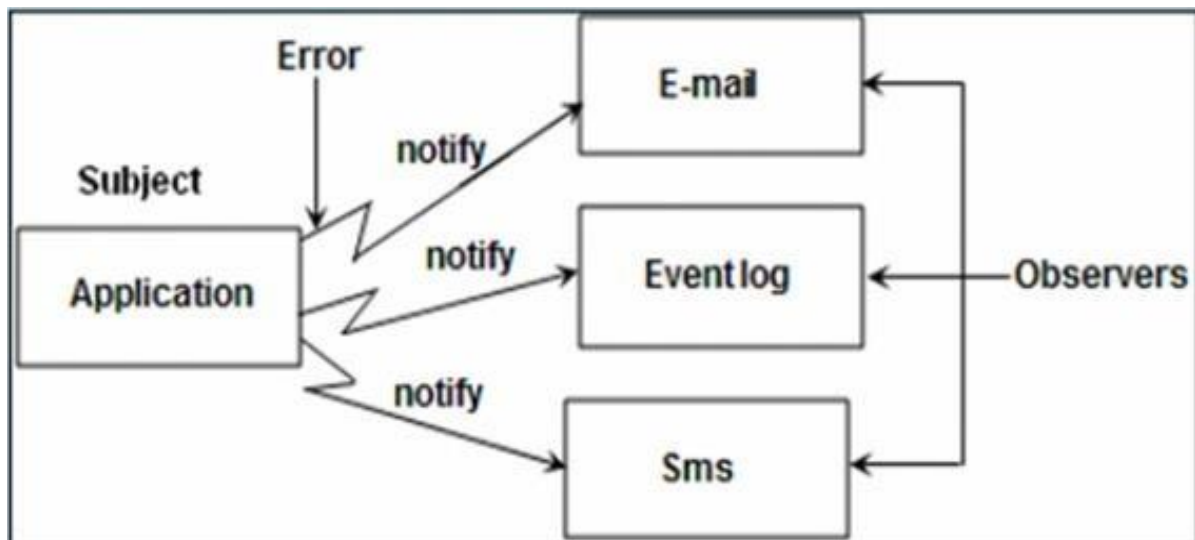 Error
E-mail
notify
Subject
notify
Event log
Observers
Application
notify
Sms